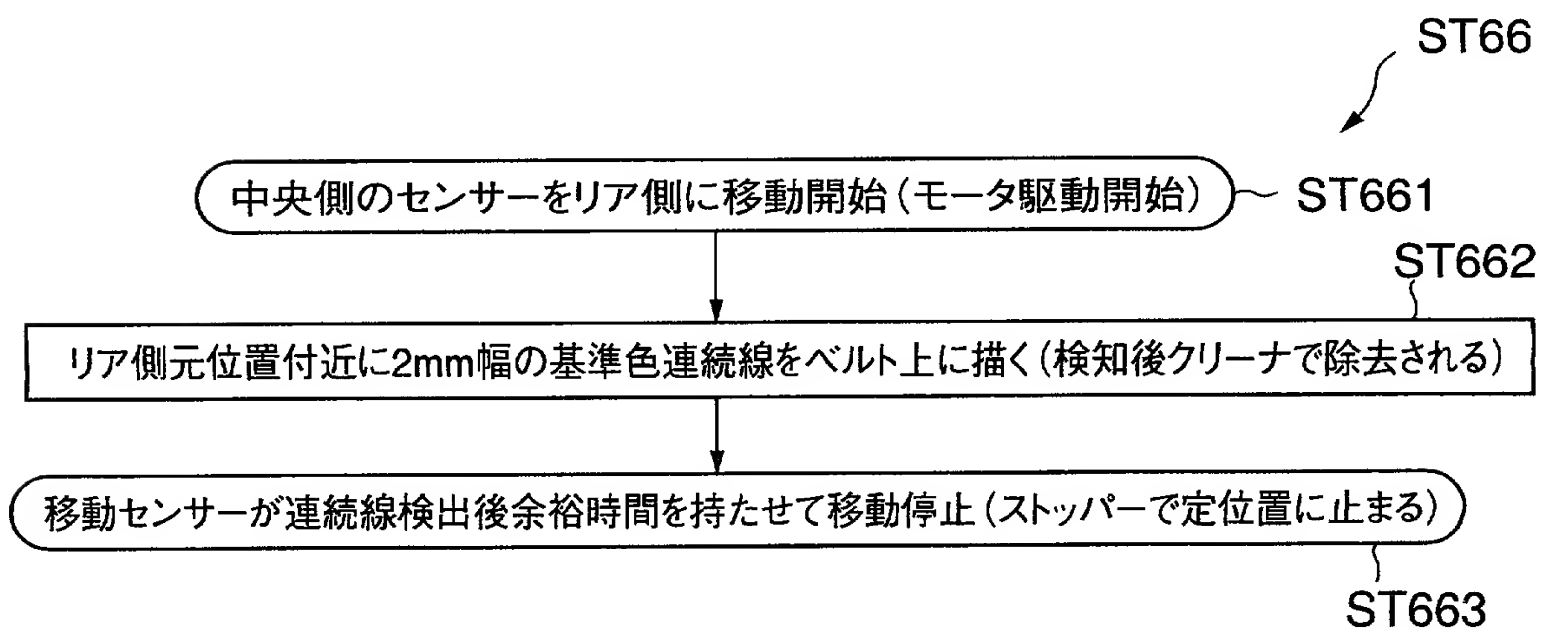 ST66
中央側のセンサーをリア側に移動開始(モータ駆動開始)
ST661
ST662
リア側元位置付近に2mm幅の基準色連続線をベルト上に描く(検知後クリーナで除去される)
移動センサーが連続線検出後余裕時間を持たせて移動停止(ストッパーで定位置に止まる)
ST663